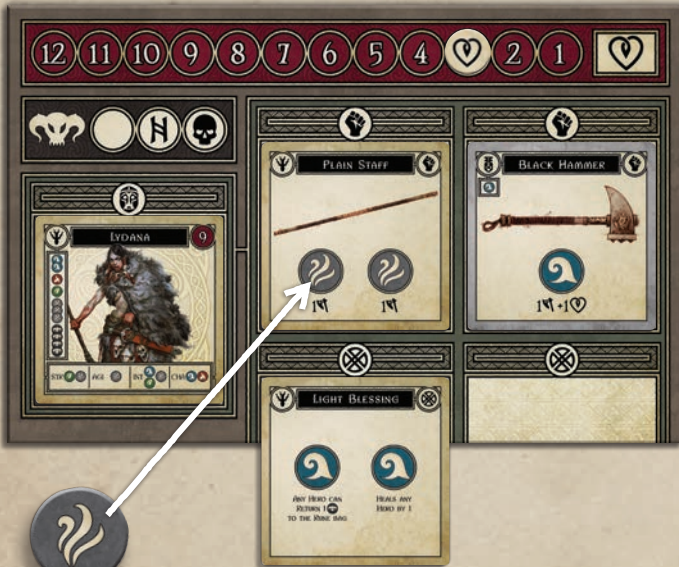 12 11 10 9 8 7 6 5 4 2 1
PLAIN STAFF
BLACK HAMMER
LYDANA 9
1 1
1 +1
STR AGI INT CHA
LIGHT BLESSING
ANY HERO CAN
RETURN 1
TO THE RUNE BAG
HEALS ANY
HERO BY 1